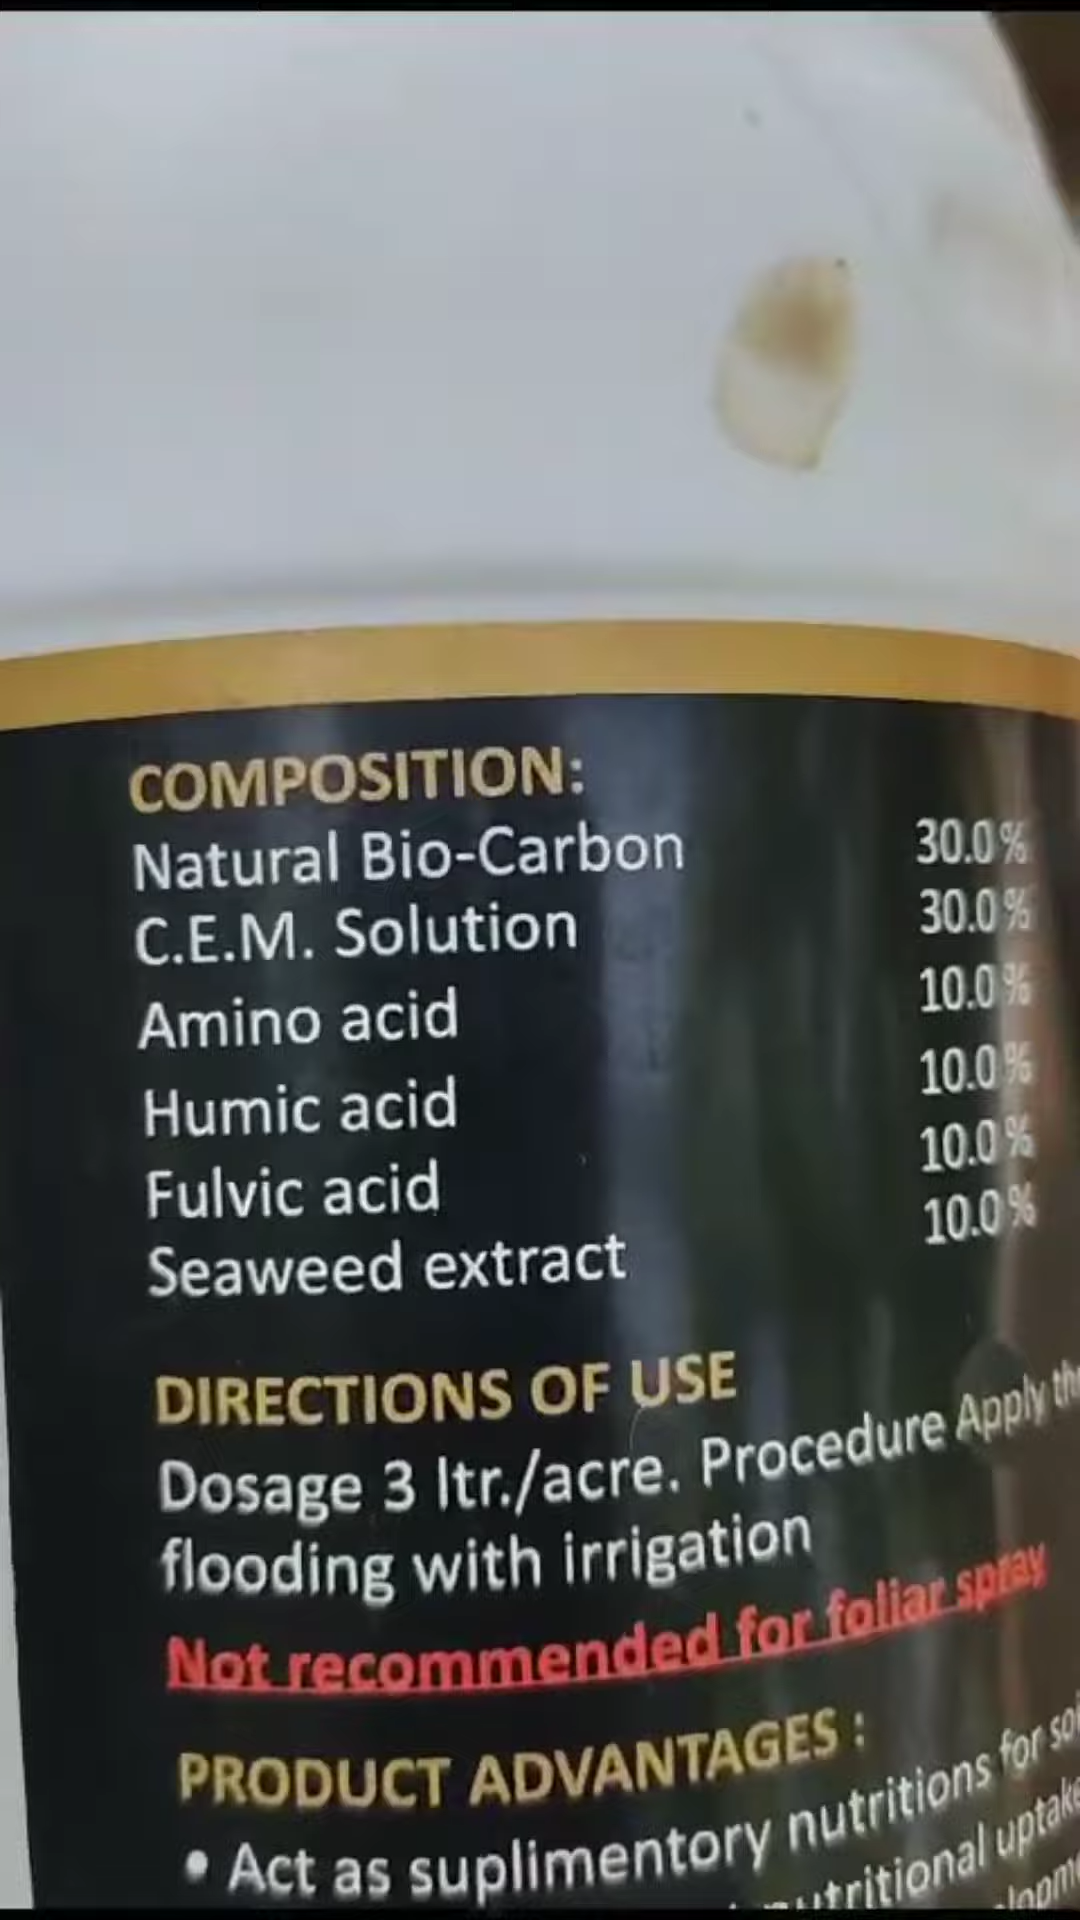 COMPOSITION:
Natural Bio-Carbon 30.0%
C.E.M. Solution 30.0%
Amino acid 10.0%
Humic acid 10.0%
Fulvic acid 10.0%
Seaweed extract 10.0%
DIRECTIONS OF USE
Dosage 3 ltr./acre. Procedure Apply
flooding with irrigation
Not recommended for foliar spray
PRODUCT ADVANTAGES :
• Act as suplimentory nutritions for
nutritional